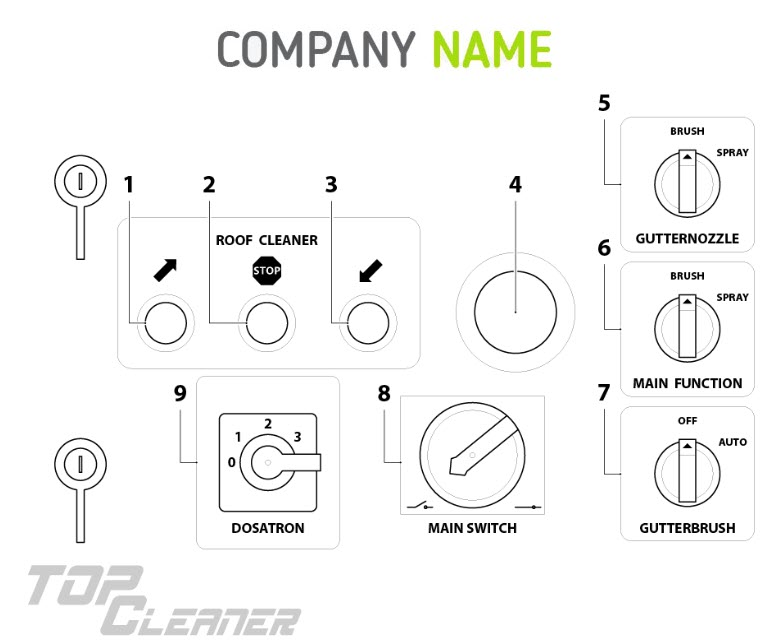 COMPANY NAME
1
2
3
4
5
BRUSH
SPRAY
GUTTERNOZZLE
ROOF CLEANER
STOP
6
BRUSH
SPRAY
MAIN FUNCTION
7
OFF
AUTO
GUTTERBRUSH
9
0
1
2
3
DOSATRON
8
MAIN SWITCH
TOP
CLEANER